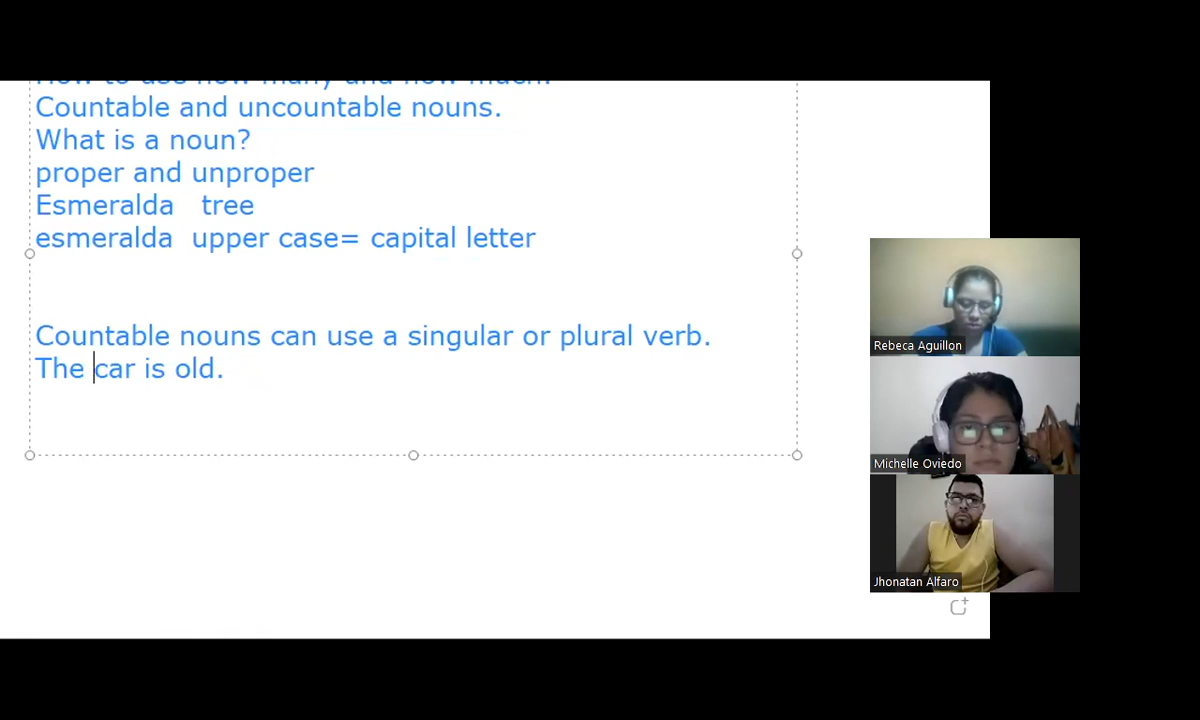 How to use how many and how much.
Countable and uncountable nouns.
What is a noun?
proper and unproper
Esmeralda tree
esmeralda upper case= capital letter
Countable nouns can use a singular or plural verb.
The car is old.
Rebeca Aguillon
Michelle Oviedo
Jhonatan Alfaro